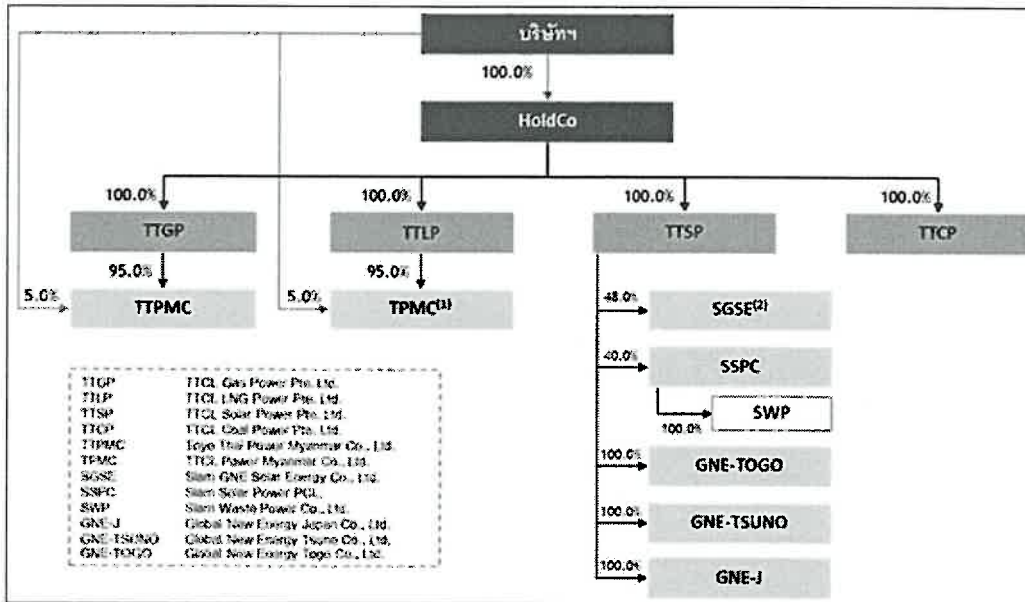 บริษัทฯ
100.0%
HoldCo
100.0% 100.0% 100.0% 100.0%
TTGP TTLP TTSP TTCP
95.0% 95.0%
5.0% TTPMC 5.0% TPMC(1) 48.0% SGSE(2)
40.0% SSPC
100.0% SWP
100.0% GNE-TOGO
100.0% GNE-TSUNO
100.0% GNE-J
TTGP TTCL Gas Power Pte. Ltd.
TTLP TTCL LNG Power Pte. Ltd.
TTSP TTCL Solar Power Pte. Ltd.
TTCP TTCL Coal Power Pte. Ltd.
TTPMC Toyo Thai Power Myanmar Co., Ltd.
TPMC TTCL Power Myanmar Co., Ltd.
SGSE Siam GNE Solar Energy Co., Ltd.
SSPC Siam Solar Power PCL.
SWP Siam Waste Power Co., Ltd.
GNE-J Global New Energy Japan Co., Ltd.
GNE-TSUNO Global New Energy Tsuno Co., Ltd.
GNE-TOGO Global New Energy Togo Co., Ltd.